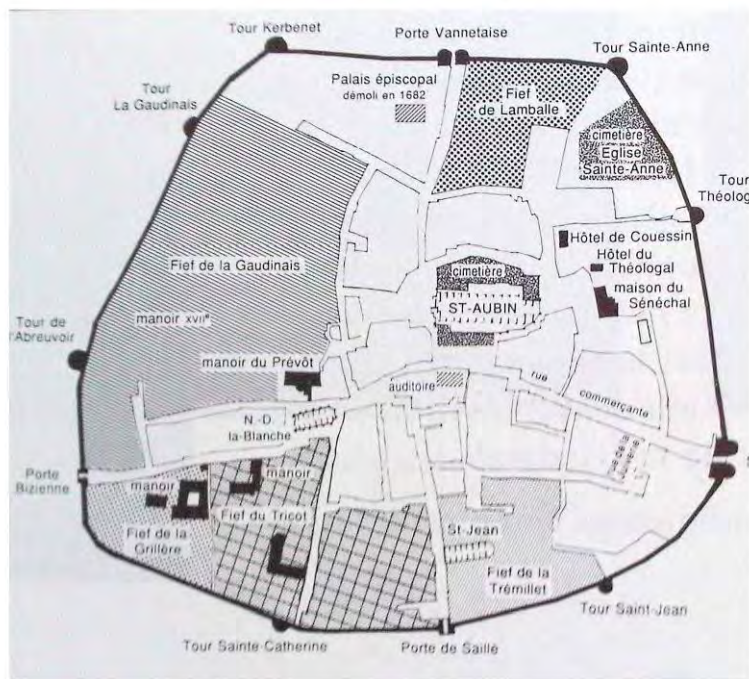 Tour Kerbenet
Porte Vannetaise
Tour Sainte-Anne
Tour
La Gaudinais
Palais épiscopal
démoli en 1682
Fief
de Lamballe
cimetière
Eglise
Sainte-Anne
Tour
Théolog
Hôtel de Couessin
Hôtel du
Théologal
maison du
Sénéchal
Fief de la Gaudinais
cimetière
ST-AUBIN
manoir XVIIe
Tour de
l'Abreuvoir
manoir du Prévôt
auditoire
rue
commerçante
N.-D.
la-Blanche
rue de la
Porte
Bizienne
manoir
manoir
Fief du Tricot
Fief de la
Grillère
St-Jean
Fief de la
Trémillet
Tour Saint-Jean
Tour Sainte-Catherine
Porte de Saillé